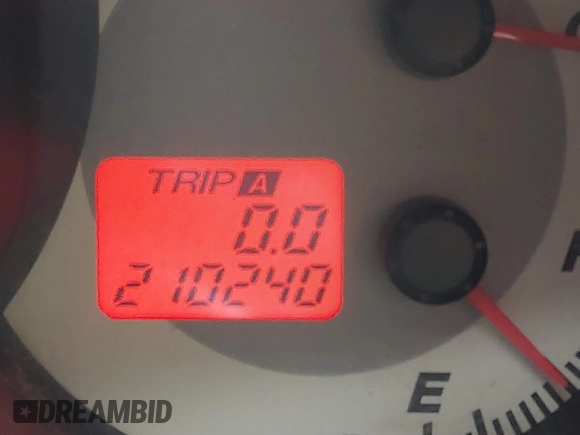 TRIP A
0.0
210240
E
DREAMBID